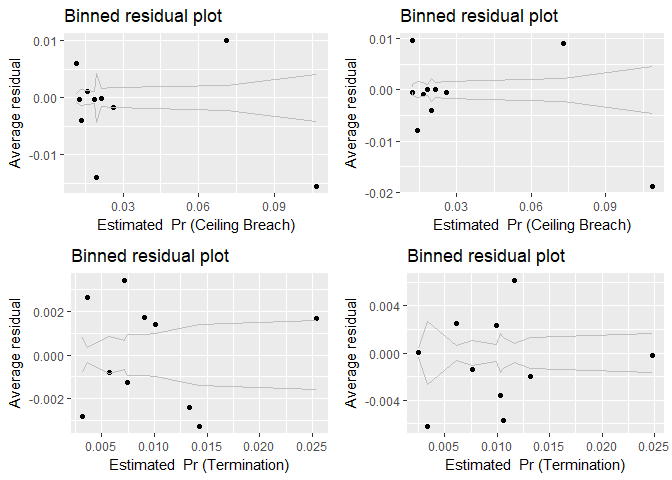 Binned residual plot
Average residual
0.01
0.00
-0.01
0.03 0.06 0.09
Estimated Pr (Ceiling Breach)
Binned residual plot
Average residual
0.01
0.00
-0.01
-0.02
0.03 0.06 0.09
Estimated Pr (Ceiling Breach)
Binned residual plot
Average residual
0.002
0.000
-0.002
0.005 0.010 0.015 0.020 0.025
Estimated Pr (Termination)
Binned residual plot
Average residual
0.004
0.000
-0.004
0.005 0.010 0.015 0.020 0.025
Estimated Pr (Termination)